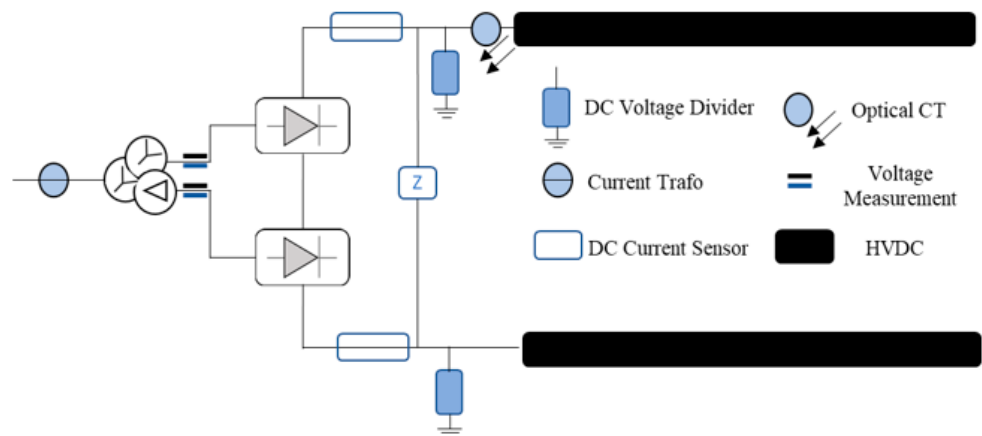 DC Voltage Divider
Optical CT
Z
Current Trafo
Voltage
Measurement
DC Current Sensor
HVDC